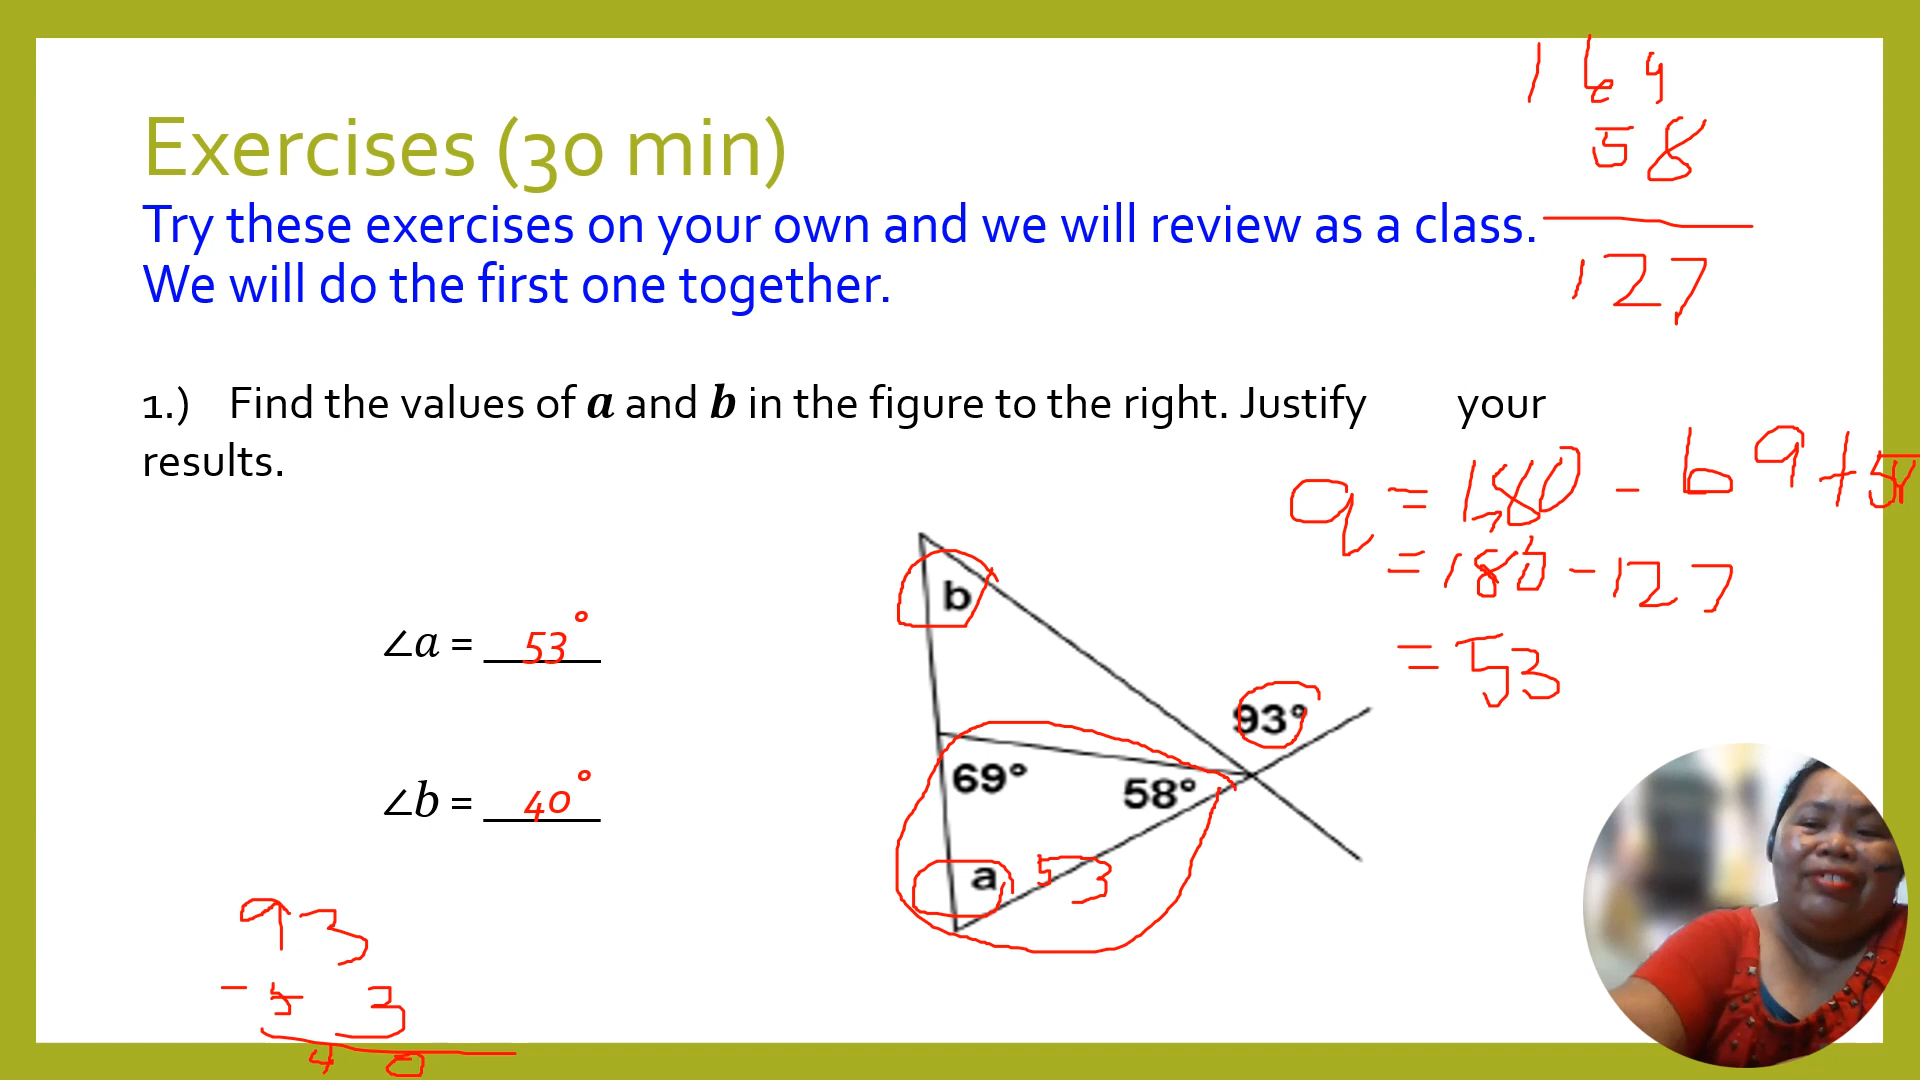 Exercises (30 min)
Try these exercises on your own and we will review as a class.
We will do the first one together.
1.) Find the values of a and b in the figure to the right. Justify your
results.
∠a = 53°
∠b = 40°
93
- 53
40
b
93°
69°
58°
a 53
1 69
58
127
a = 180 - 69 + 58
= 180 - 127
= 53